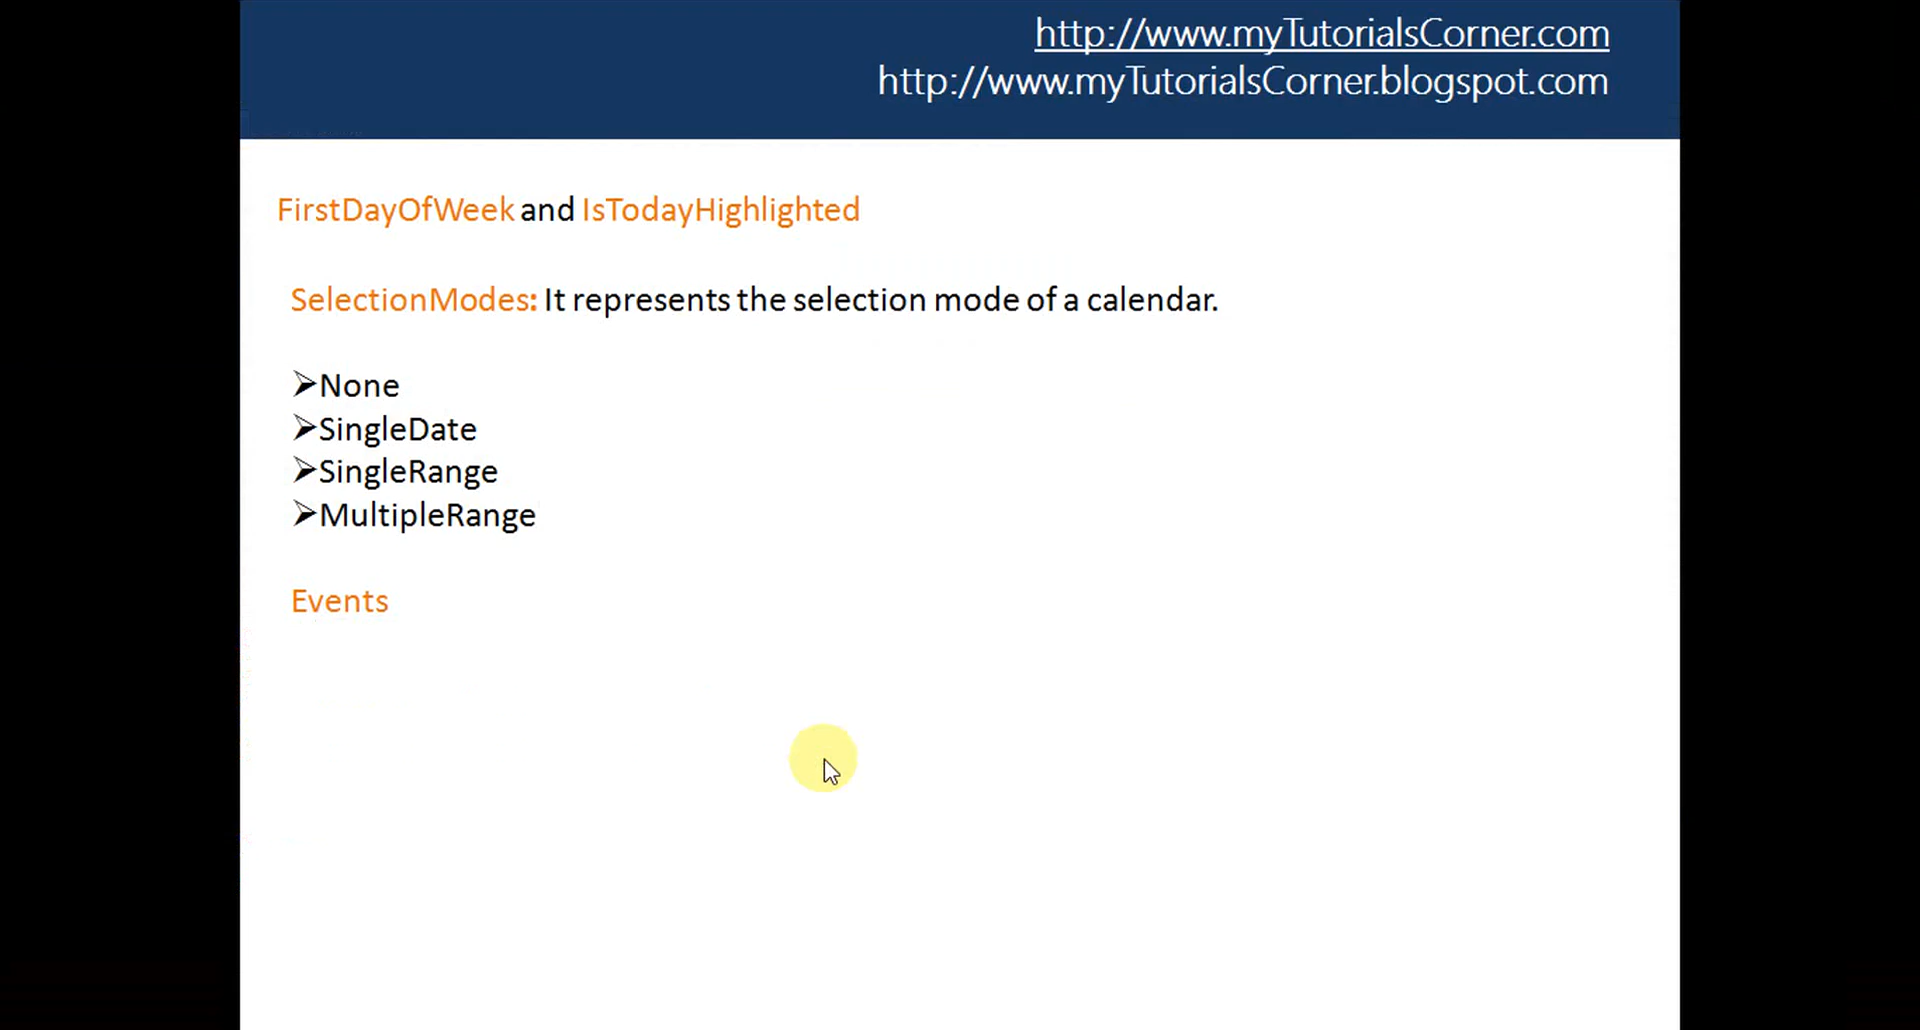 http://www.myTutorialsCorner.com
http://www.myTutorialsCorner.blogspot.com
FirstDayOfWeek and IsTodayHighlighted
SelectionModes: It represents the selection mode of a calendar.
➢None
➢SingleDate
➢SingleRange
➢MultipleRange
Events